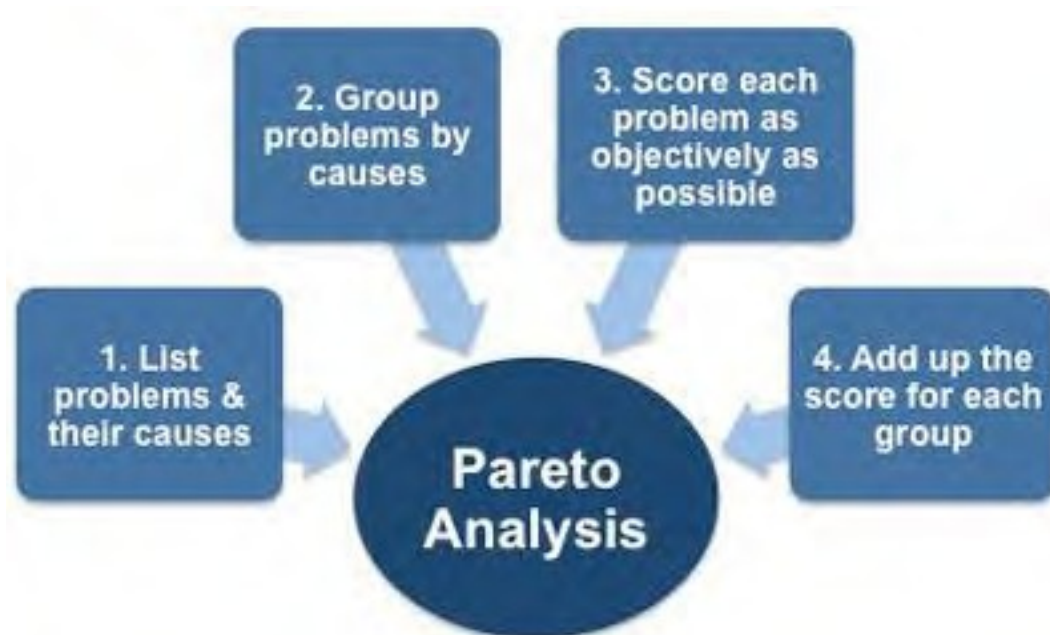 1. List
problems &
their causes
2. Group
problems by
causes
3. Score each
problem as
objectively as
possible
4. Add up the
score for each
group
Pareto
Analysis